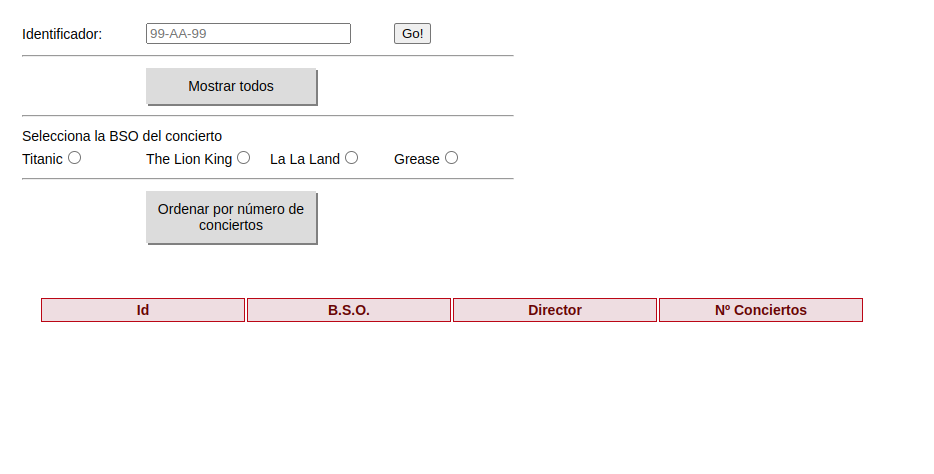 Identificador: 99-AA-99 Go!
Mostrar todos
Selecciona la BSO del concierto
Titanic The Lion King La La Land Grease
Ordenar por número de
conciertos
Id B.S.O. Director Nº Conciertos